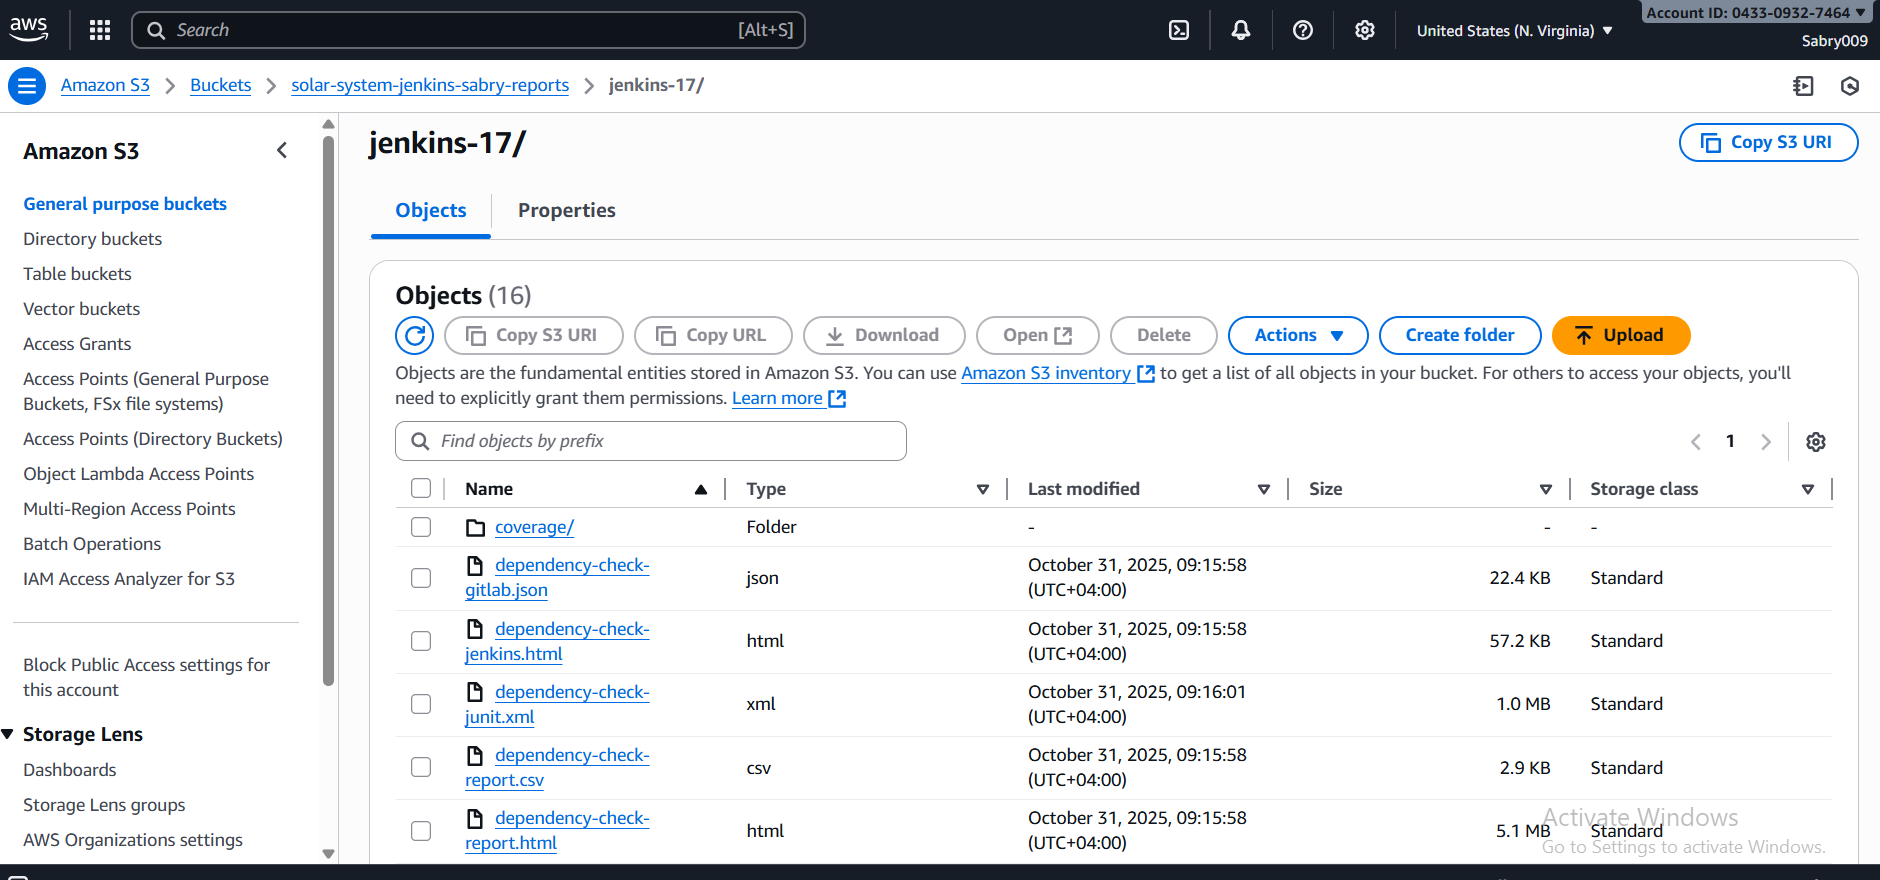 aws
Search
[Alt+S]
United States (N. Virginia)
Account ID: 0433-0932-7464
Sabry009
Amazon S3
Buckets
solar-system-jenkins-sabry-reports
jenkins-17/
Amazon S3
General purpose buckets
Directory buckets
Table buckets
Vector buckets
Access Grants
Access Points (General Purpose
Buckets, FSx file systems)
Access Points (Directory Buckets)
Object Lambda Access Points
Multi-Region Access Points
Batch Operations
IAM Access Analyzer for S3
Block Public Access settings for
this account
Storage Lens
Dashboards
Storage Lens groups
AWS Organizations settings
jenkins-17/
Copy S3 URI
Objects
Properties
Objects (16)
Copy S3 URI
Copy URL
Download
Open
Delete
Actions
Create folder
Upload
Objects are the fundamental entities stored in Amazon S3. You can use Amazon S3 inventory to get a list of all objects in your bucket. For others to access your objects, you'll
need to explicitly grant them permissions. Learn more
Find objects by prefix
1
Name Type Last modified Size Storage class
coverage/ Folder - - -
dependency-check-
gitlab.json
json
October 31, 2025, 09:15:58
(UTC+04:00)
22.4 KB
Standard
dependency-check-
jenkins.html
html
October 31, 2025, 09:15:58
(UTC+04:00)
57.2 KB
Standard
dependency-check-
junit.xml
xml
October 31, 2025, 09:16:01
(UTC+04:00)
1.0 MB
Standard
dependency-check-
report.csv
csv
October 31, 2025, 09:15:58
(UTC+04:00)
2.9 KB
Standard
dependency-check-
report.html
html
October 31, 2025, 09:15:58
(UTC+04:00)
5.1 MB
Standard
Activate Windows
Go to Settings to activate Windows.